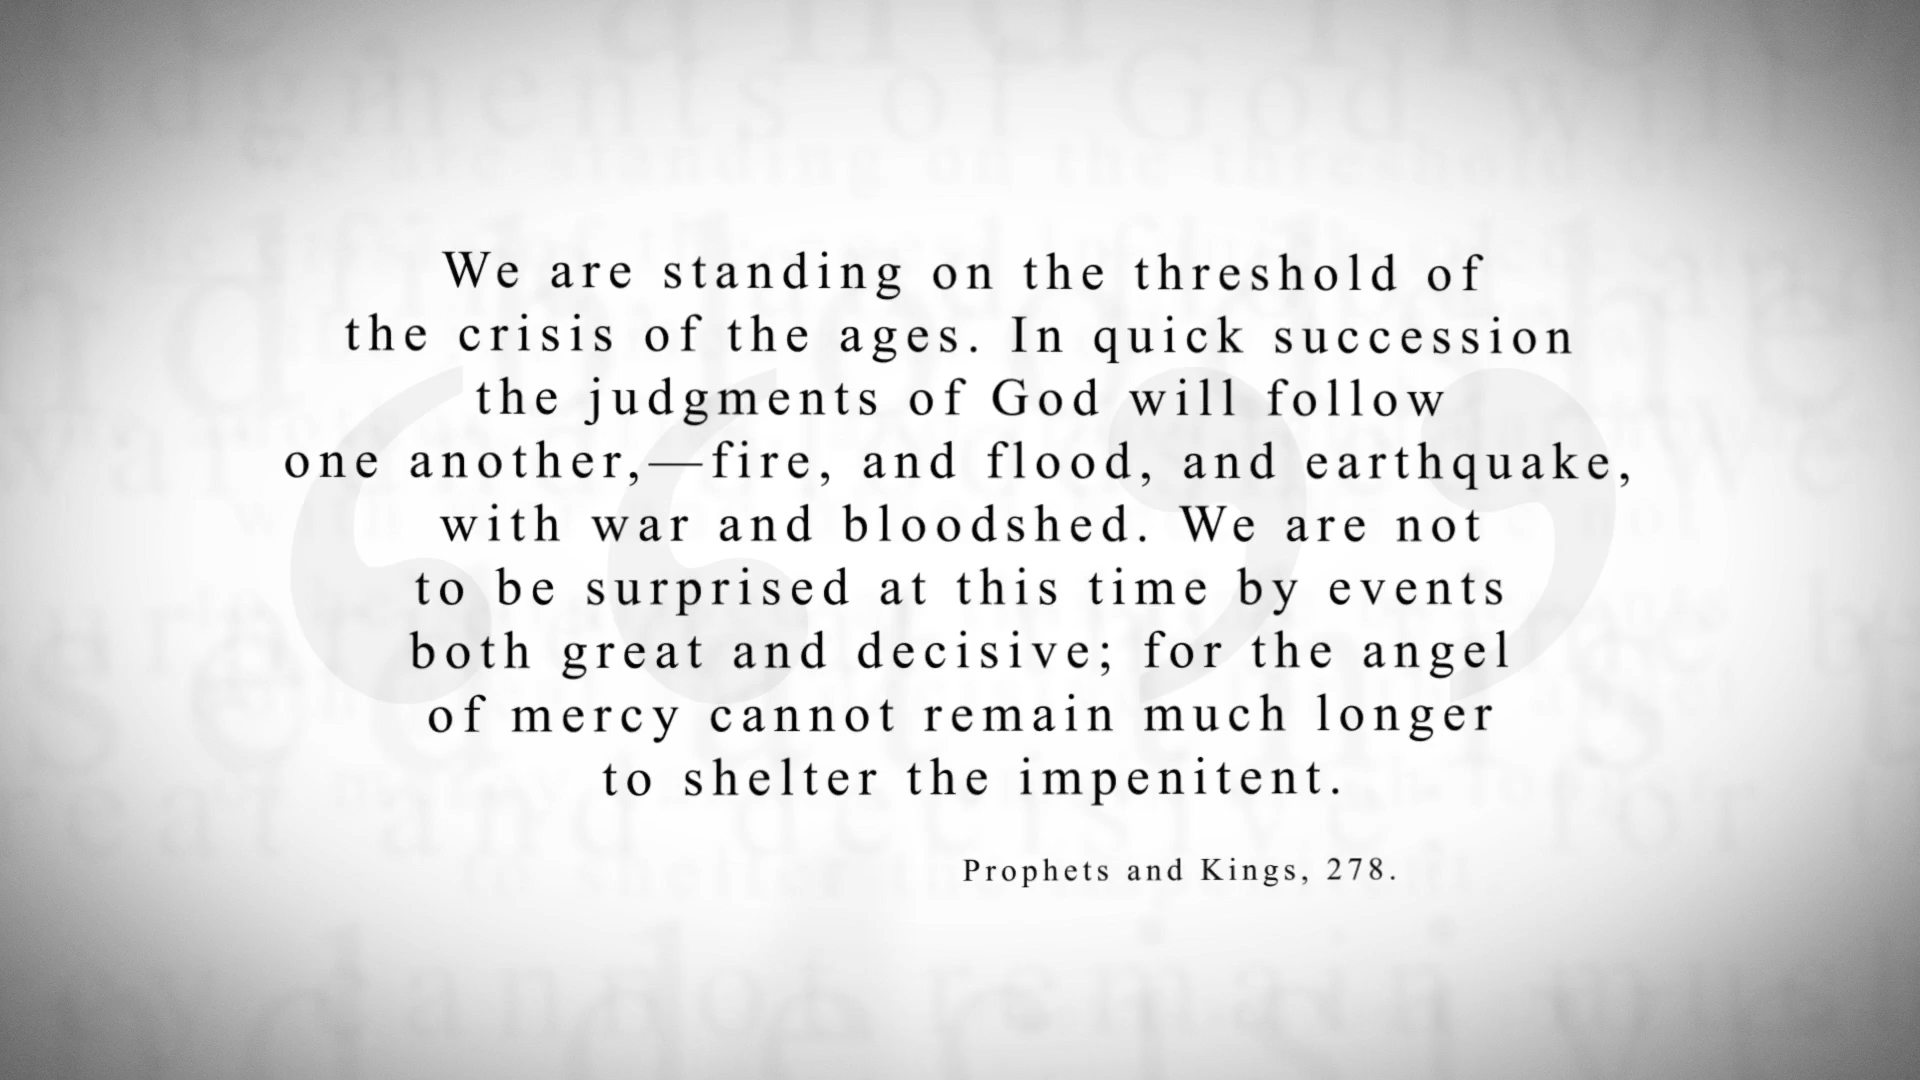 We are standing on the threshold of
the crisis of the ages. In quick succession
the judgments of God will follow
one another,—fire, and flood, and earthquake,
with war and bloodshed. We are not
to be surprised at this time by events
both great and decisive; for the angel
of mercy cannot remain much longer
to shelter the impenitent.
Prophets and Kings, 278.